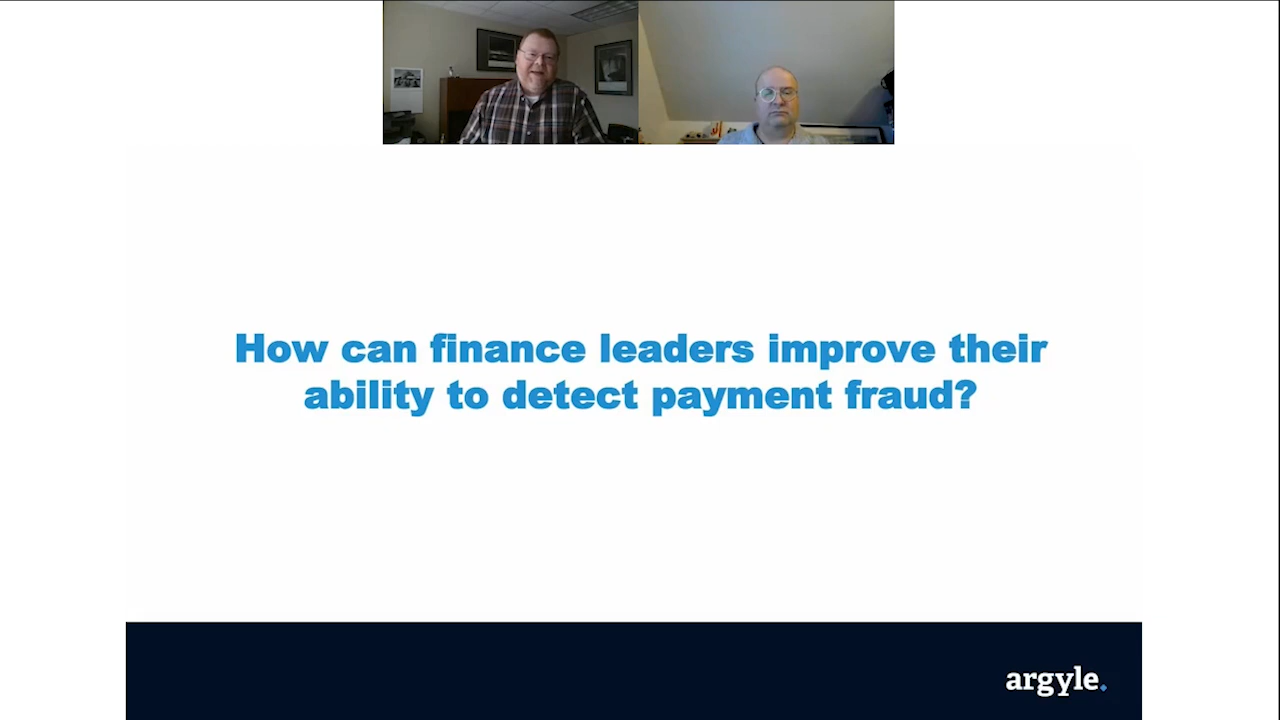 How can finance leaders improve their
ability to detect payment fraud?
argyle.